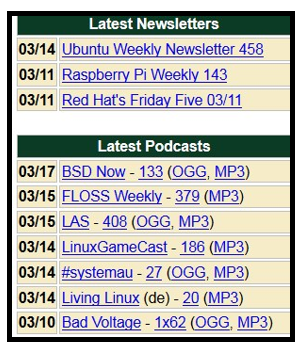 Latest Newsletters
03/14 Ubuntu Weekly Newsletter 458
03/11 Raspberry Pi Weekly 143
03/11 Red Hat's Friday Five 03/11
Latest Podcasts
03/17 BSD Now - 133 (OGG, MP3)
03/15 FLOSS Weekly - 379 (MP3)
03/15 LAS - 408 (OGG, MP3)
03/14 LinuxGameCast - 186 (MP3)
03/14 #systemau - 27 (OGG, MP3)
03/14 Living Linux (de) - 20 (MP3)
03/10 Bad Voltage - 1x62 (OGG, MP3)